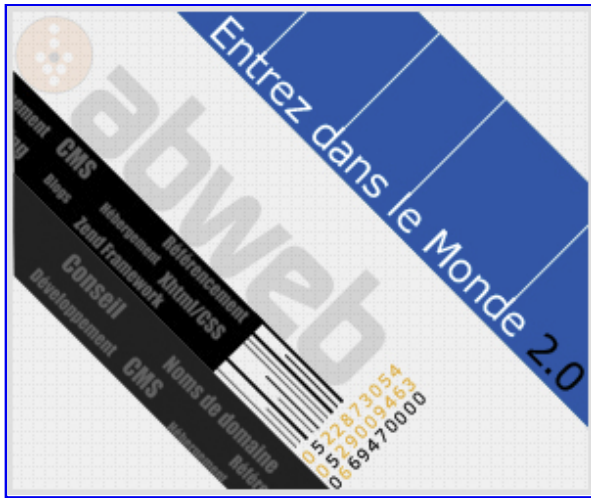 Entrez dans le Monde 2.0
abweb
CMS
Référencement
Blogs
Hébergement
Xhtml/CSS
Zend Framework
Conseil
Noms de domaine
Développement
CMS
Hébergement
0522873054
0529009463
0669470000